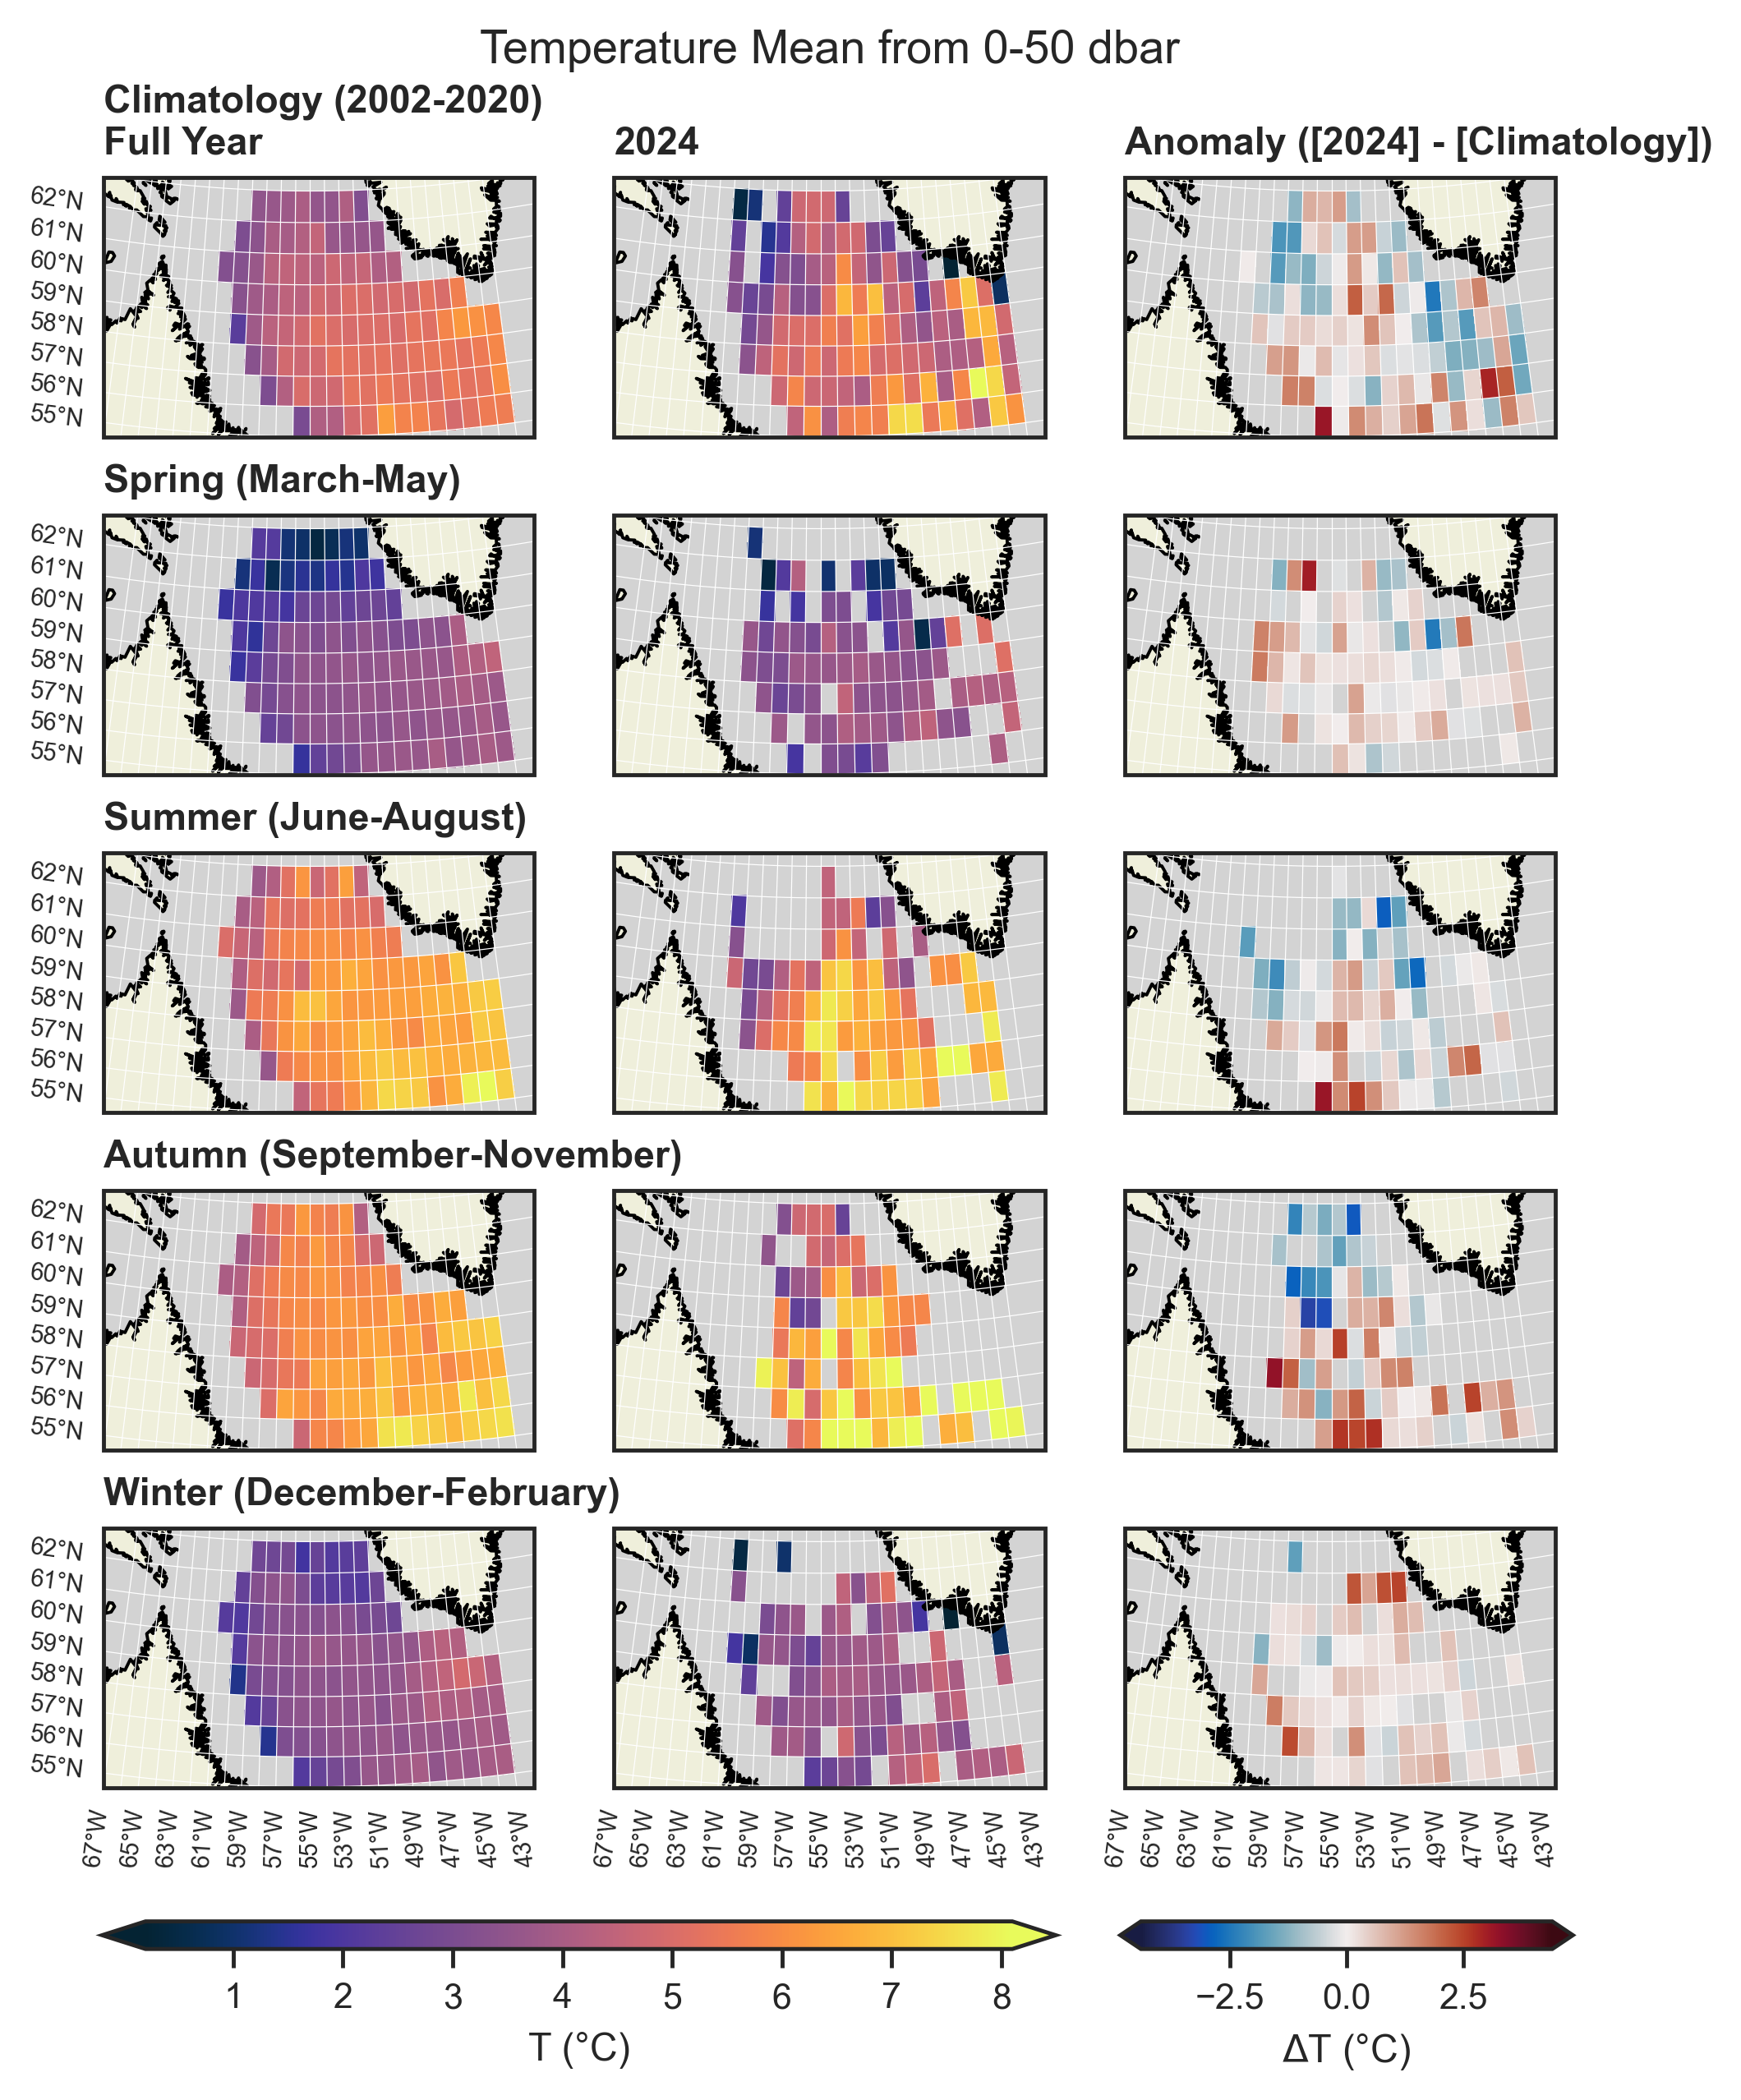 Temperature Mean from 0-50 dbar
Climatology (2002-2020)
Full Year
2024
Anomaly ([2024] - [Climatology])
62°N
61°N
60°N
59°N
58°N
57°N
56°N
55°N
Spring (March-May)
62°N
61°N
60°N
59°N
58°N
57°N
56°N
55°N
Summer (June-August)
62°N
61°N
60°N
59°N
58°N
57°N
56°N
55°N
Autumn (September-November)
62°N
61°N
60°N
59°N
58°N
57°N
56°N
55°N
Winter (December-February)
62°N
61°N
60°N
59°N
58°N
57°N
56°N
55°N
67°W 65°W 63°W 61°W 59°W 57°W 55°W 53°W 51°W 49°W 47°W 45°W 43°W
67°W 65°W 63°W 61°W 59°W 57°W 55°W 53°W 51°W 49°W 47°W 45°W 43°W
67°W 65°W 63°W 61°W 59°W 57°W 55°W 53°W 51°W 49°W 47°W 45°W 43°W
1 2 3 4 5 6 7 8
T (°C)
−2.5 0.0 2.5
ΔT (°C)